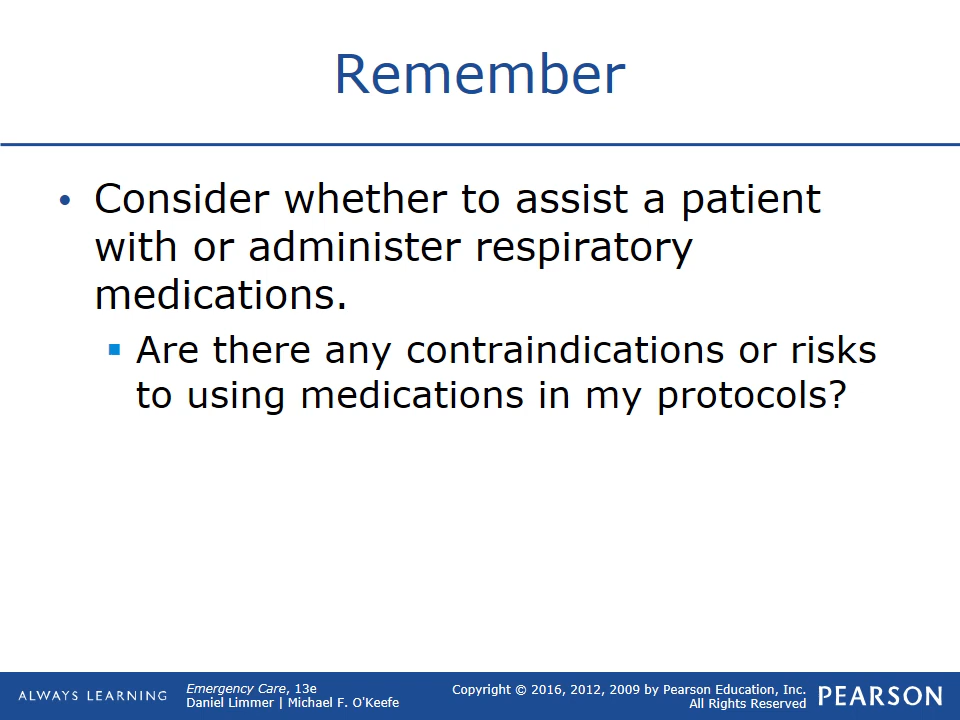 Remember
• Consider whether to assist a patient
with or administer respiratory
medications.
▪ Are there any contraindications or risks
to using medications in my protocols?
ALWAYS LEARNING
Emergency Care, 13e
Daniel Limmer | Michael F. O'Keefe
Copyright © 2016, 2012, 2009 by Pearson Education, Inc.
All Rights Reserved
PEARSON